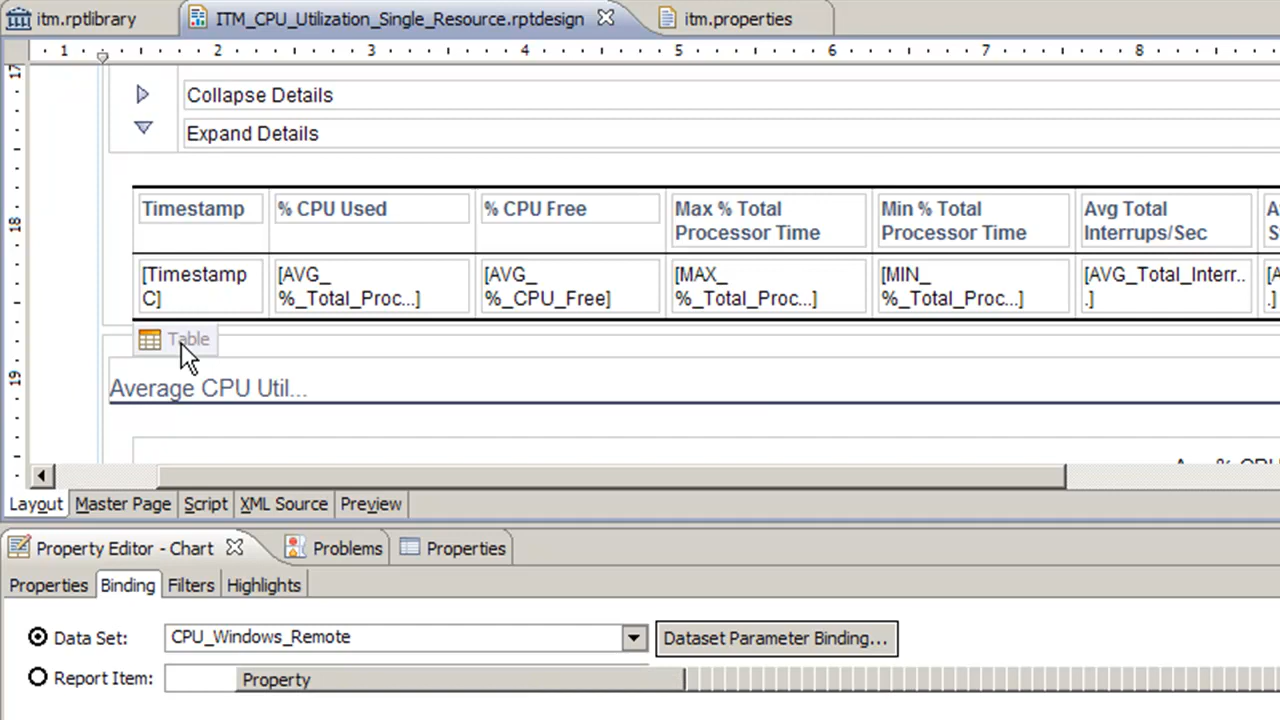 itm.rptlibrary ITM_CPU_Utilization_Single_Resource.rptdesign itm.properties
1 2 3 4 5 6 7 8
17
Collapse Details
Expand Details
18
Timestamp % CPU Used % CPU Free Max % Total Min % Total Avg Total A
Processor Time Processor Time Interrups/Sec S
[Timestamp [AVG_ [AVG_ [MAX_ [MIN_ [AVG_Total_Interr.. [A
C] %_Total_Proc...] %_CPU_Free] %_Total_Proc...] %_Total_Proc...] .] .]
Table
19
Average CPU Util...
Layout Master Page Script XML Source Preview
Property Editor - Chart Problems Properties
Properties Binding Filters Highlights
Data Set: CPU_Windows_Remote Dataset Parameter Binding...
Report Item: Property